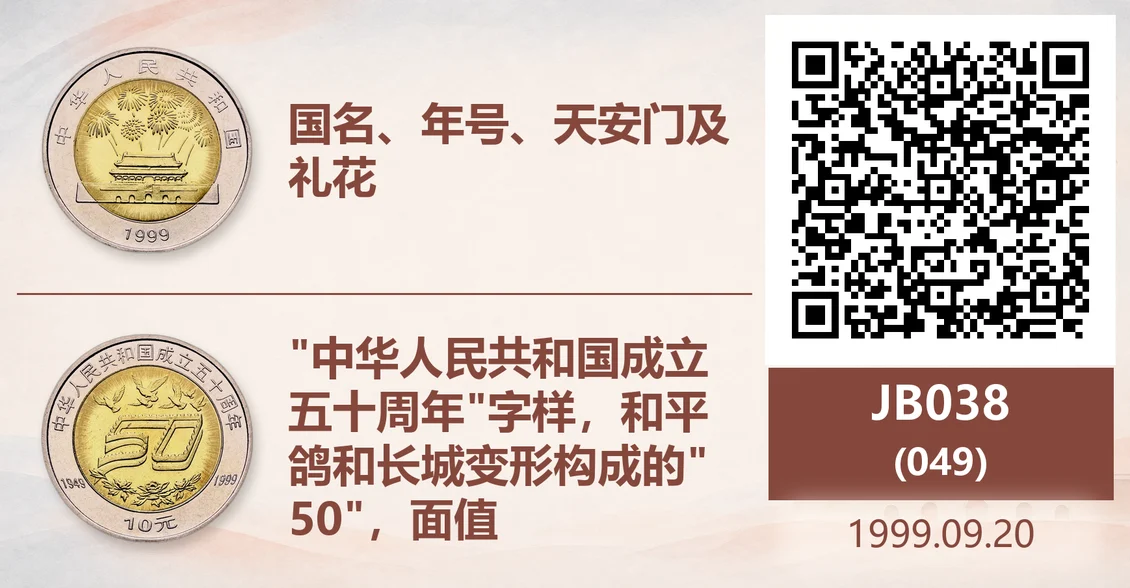 中华人民共和国
1999
国名、年号、天安门及
礼花
中华人民共和国成立五十周年
50
1949
1999
10元
"中华人民共和国成立
五十周年"字样，和平
鸽和长城变形构成的"
50"，面值
JB038
(049)
1999.09.20